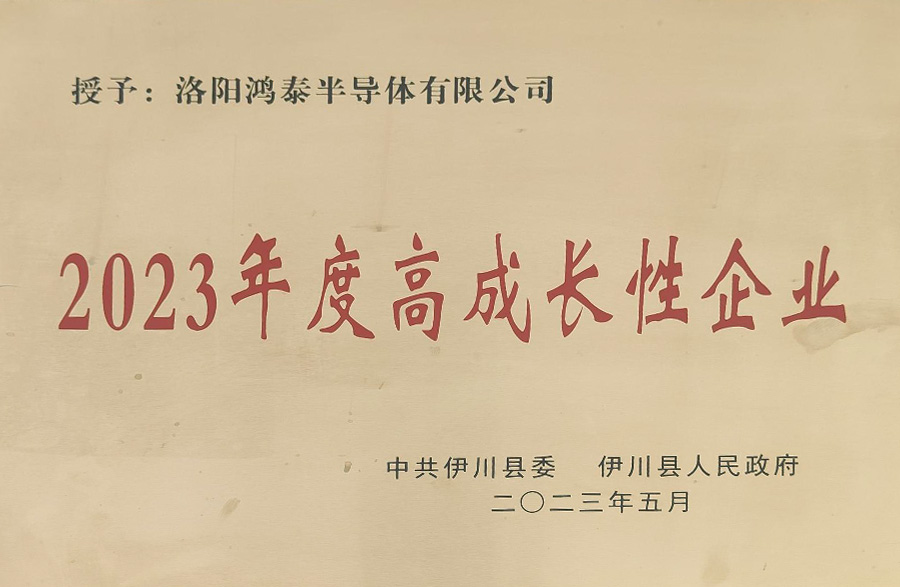 授予：洛阳鸿泰半导体有限公司
2023年度高成长性企业
中共伊川县委 伊川县人民政府
二〇二三年五月